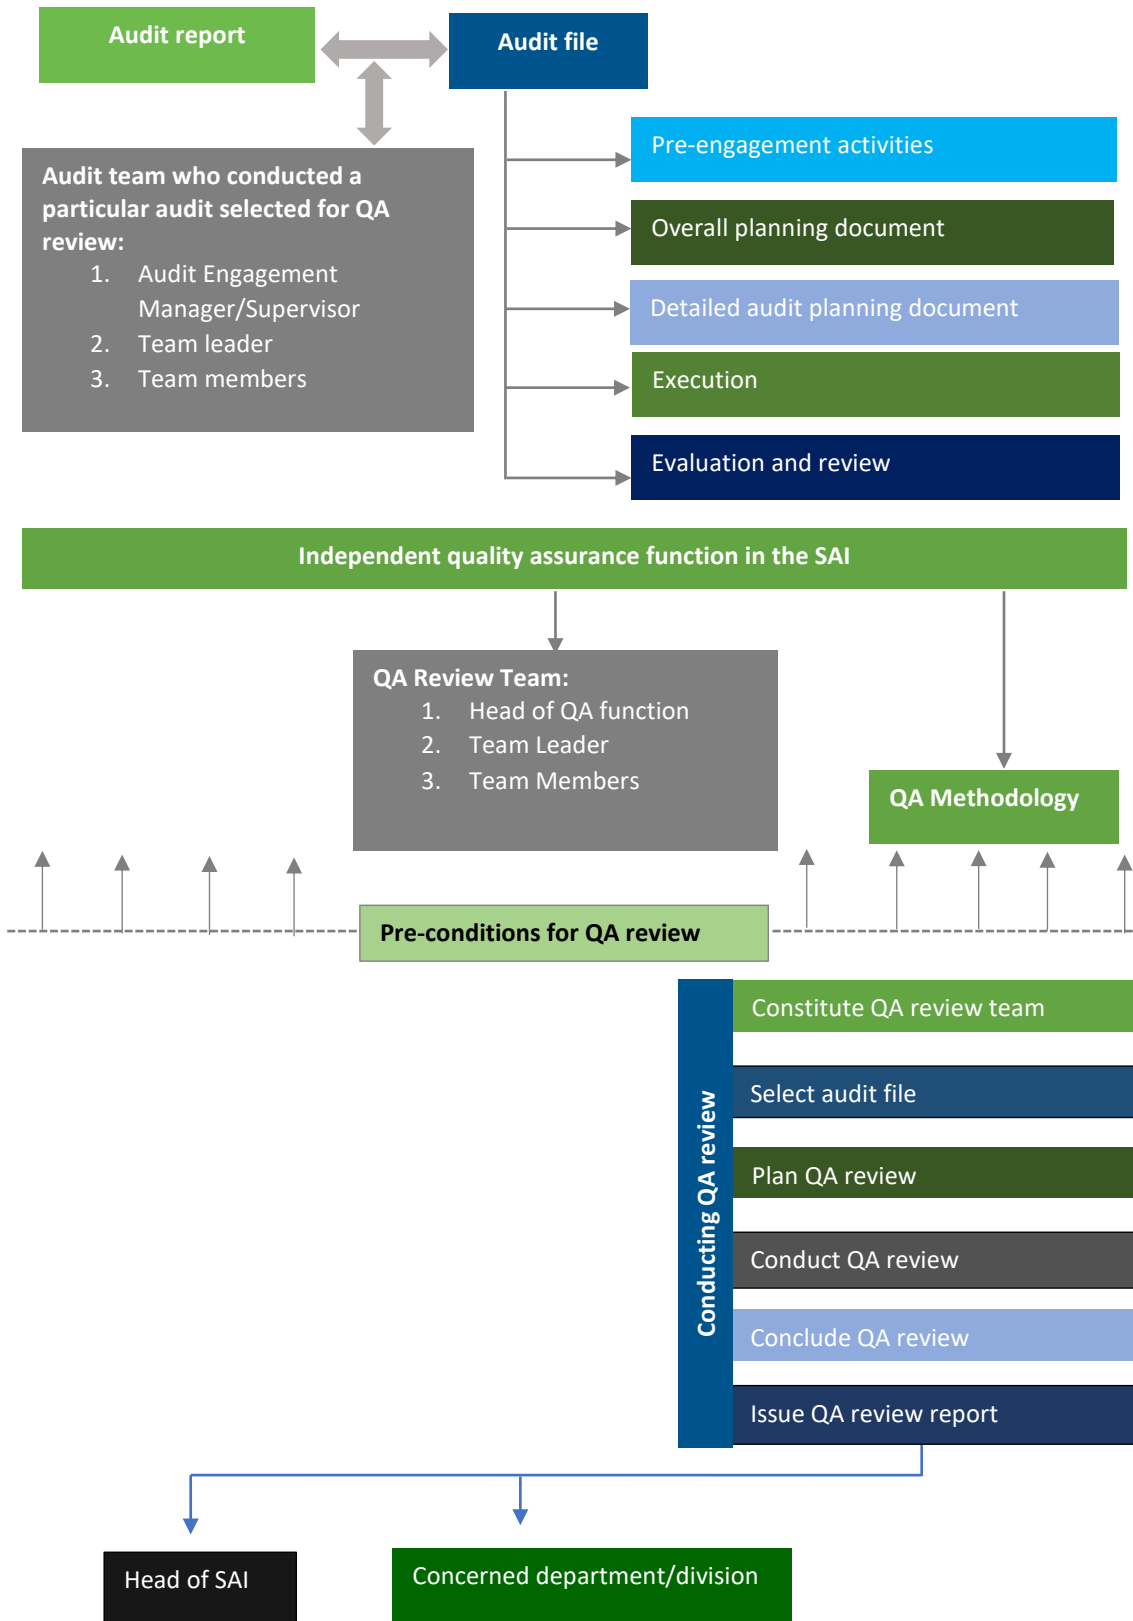 Audit report
Audit file
Pre-engagement activities
Audit team who conducted a
particular audit selected for QA
review:
1. Audit Engagement
Manager/Supervisor
2. Team leader
3. Team members
Overall planning document
Detailed audit planning document
Execution
Evaluation and review
Independent quality assurance function in the SAI
QA Review Team:
1. Head of QA function
2. Team Leader
3. Team Members
QA Methodology
Pre-conditions for QA review
Conducting QA review
Constitute QA review team
Select audit file
Plan QA review
Conduct QA review
Conclude QA review
Issue QA review report
Head of SAI
Concerned department/division